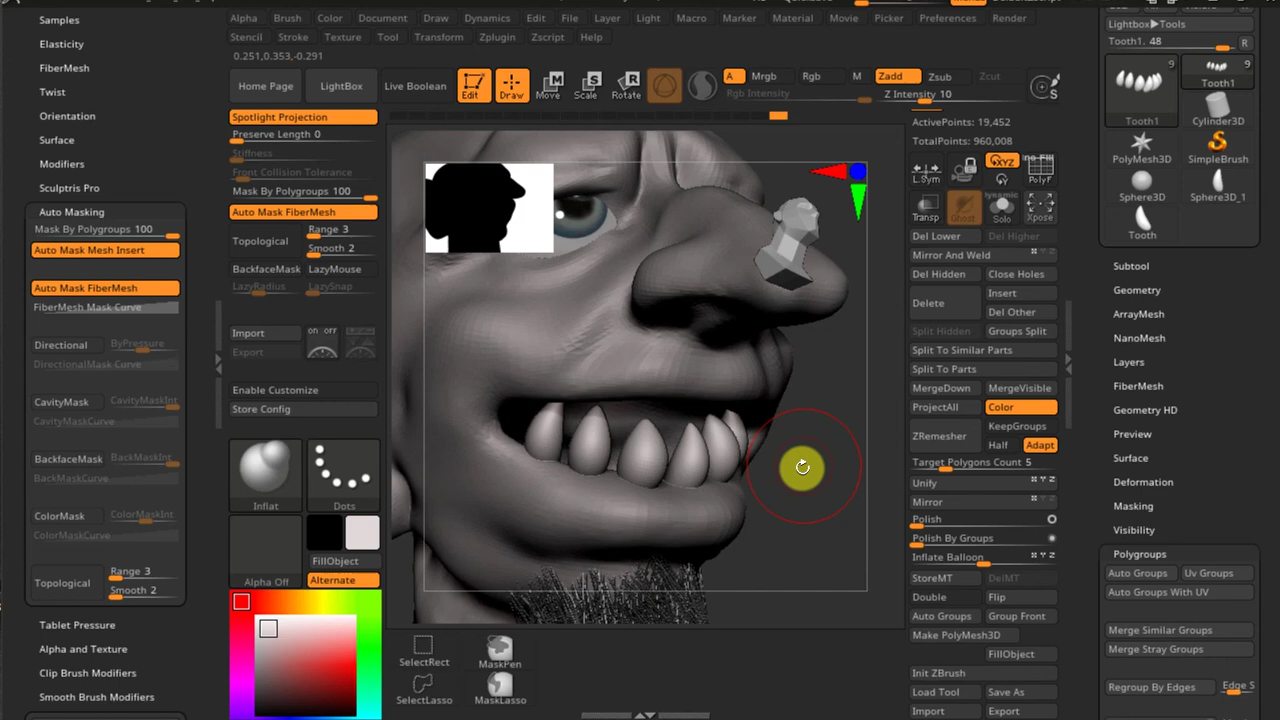 Alpha Brush Color Document Draw Dynamics Edit File Layer Light Macro Marker Material Movie Picker Preferences Render
Stencil Stroke Texture Tool Transform Zplugin Zscript Help
0.251,0.353,-0.291
Home Page
LightBox
Live Boolean
Edit
Draw
Move
Scale
Rotate
A
Mrgb
Rgb
M
Zadd
Zsub
Zcut
Rgb Intensity
Z Intensity 10
Samples
Elasticity
FiberMesh
Twist
Orientation
Surface
Modifiers
Sculptris Pro
Auto Masking
Mask By Polygroups 100
Auto Mask Mesh Insert
Auto Mask FiberMesh
FiberMesh Mask Curve
Directional
ByPressure
DirectionalMask Curve
CavityMask
CavityMaskInt
CavityMaskCurve
BackfaceMask
BackMaskInt
BackMaskCurve
ColorMask
ColorMaskInt
ColorMaskCurve
Topological
Range 3
Smooth 2
Tablet Pressure
Alpha and Texture
Clip Brush Modifiers
Smooth Brush Modifiers
Spotlight Projection
Preserve Length 0
Stiffness
Front Collision Tolerance
Mask By Polygroups 100
Auto Mask FiberMesh
Topological
Range 3
Smooth 2
BackfaceMask
LazyMouse
LazyRadius
LazySnap
Import
on off
Export
Enable Customize
Store Config
Inflat
Dots
Alpha Off
FillObject
Alternate
SelectRect
MaskPen
SelectLasso
MaskLasso
ActivePoints: 19,452
TotalPoints: 960,008
L.Sym
XYZ
Y
PolyF
Transp
Ghost
Dynamic
Solo
Xpose
Del Lower
Del Higher
Mirror And Weld
Del Hidden
Close Holes
Delete
Insert
Del Other
Split Hidden
Groups Split
Split To Similar Parts
Split To Parts
MergeDown
MergeVisible
ProjectAll
Color
ZRemesher
KeepGroups
Half
Adapt
Target Polygons Count 5
Unify
Mirror
Polish
Polish By Groups
Inflate Balloon
StoreMT
DelMT
Double
Flip
Auto Groups
Group Front
Make PolyMesh3D
FillObject
Init ZBrush
Load Tool
Save As
Import
Export
Lightbox▶Tools
Tooth1. 48
R
9
9
Tooth1
Tooth1
Cylinder3D
PolyMesh3D
SimpleBrush
Sphere3D
Sphere3D_1
Tooth
Subtool
Geometry
ArrayMesh
NanoMesh
Layers
FiberMesh
Geometry HD
Preview
Surface
Deformation
Masking
Visibility
Polygroups
Auto Groups
Uv Groups
Auto Groups With UV
Merge Similar Groups
Merge Stray Groups
Regroup By Edges
Edge S